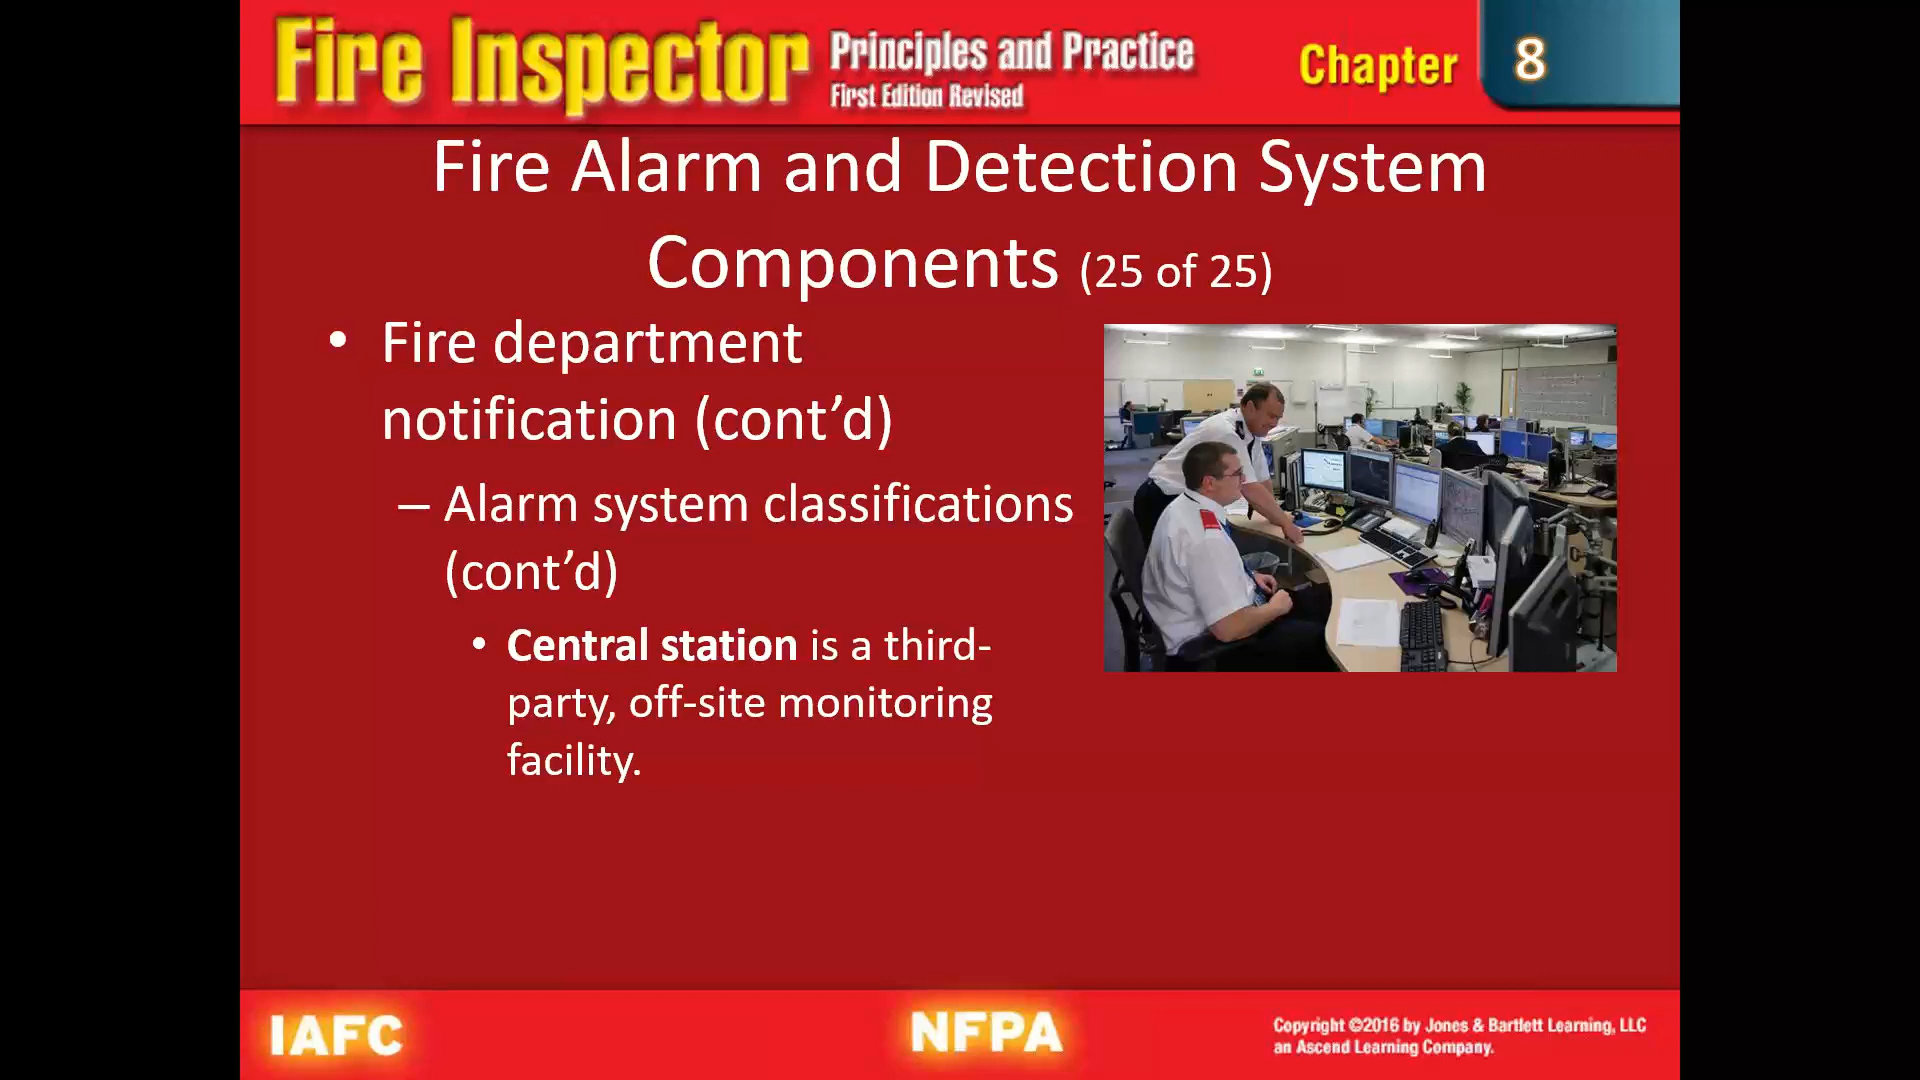 Fire Inspector Principles and Practice
First Edition Revised
Chapter 8
Fire Alarm and Detection System
Components (25 of 25)
• Fire department
notification (cont’d)
– Alarm system classifications
(cont’d)
• Central station is a third-
party, off-site monitoring
facility.
IAFC
NFPA
Copyright ©2016 by Jones & Bartlett Learning, LLC
an Ascend Learning Company.